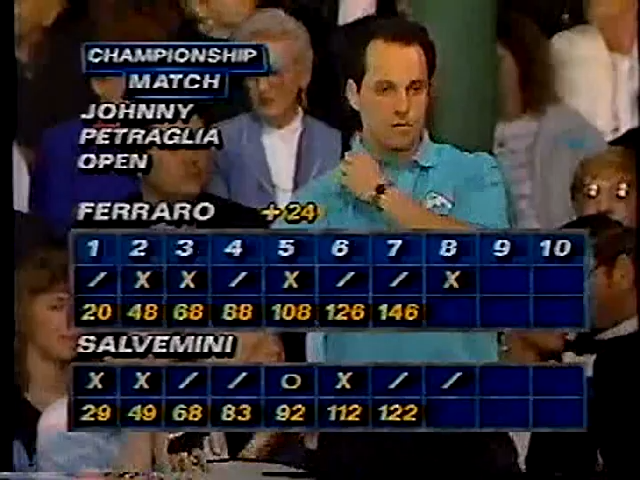 CHAMPIONSHIP
MATCH
JOHNNY
PETRAGLIA
OPEN
FERRARO +24
1 2 3 4 5 6 7 8 9 10
/ X X / X / / X
20 48 68 88 108 126 146
SALVEMINI
X X / / O X / /
29 49 68 83 92 112 122